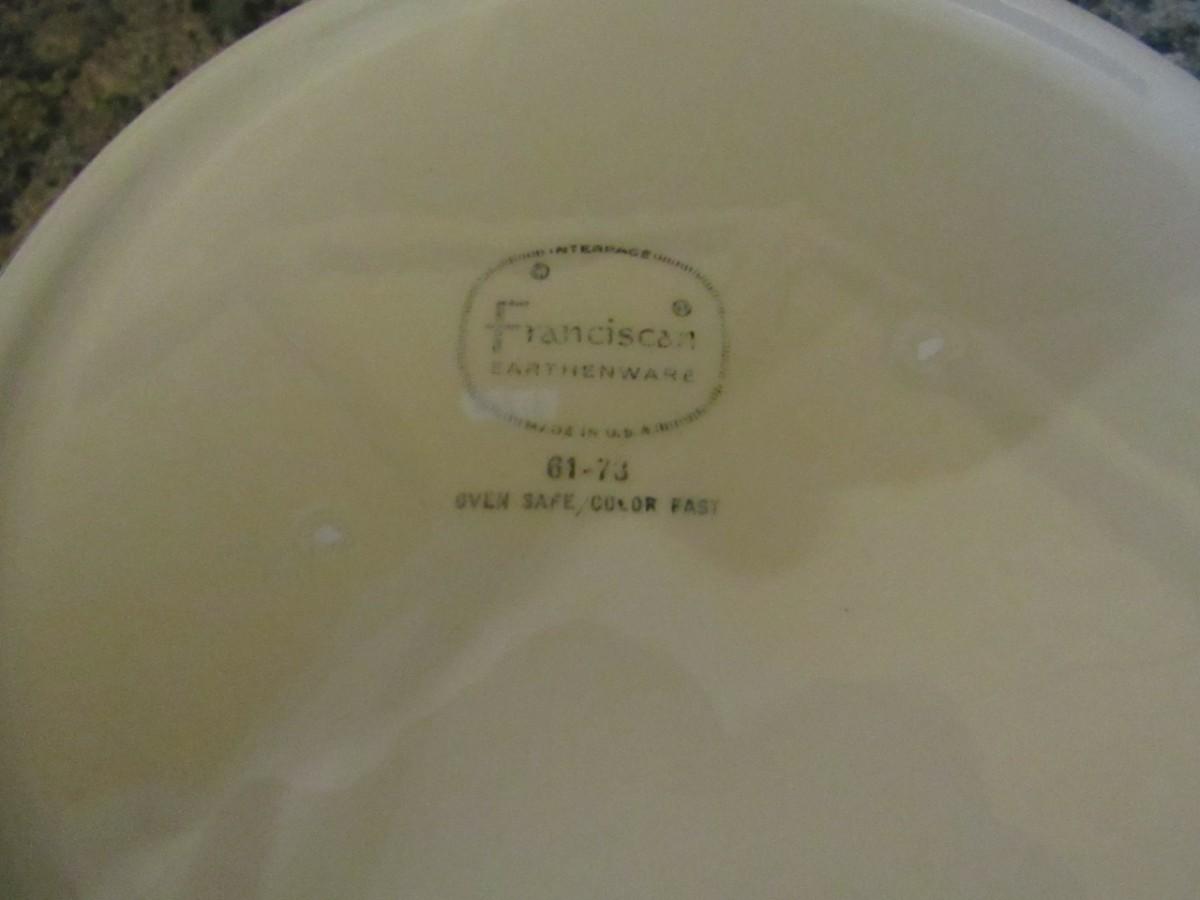 INTERPACE
©
®
Franciscan
EARTHENWARE
MADE IN U.S.A.
61-73
OVEN SAFE/COLOR FAST